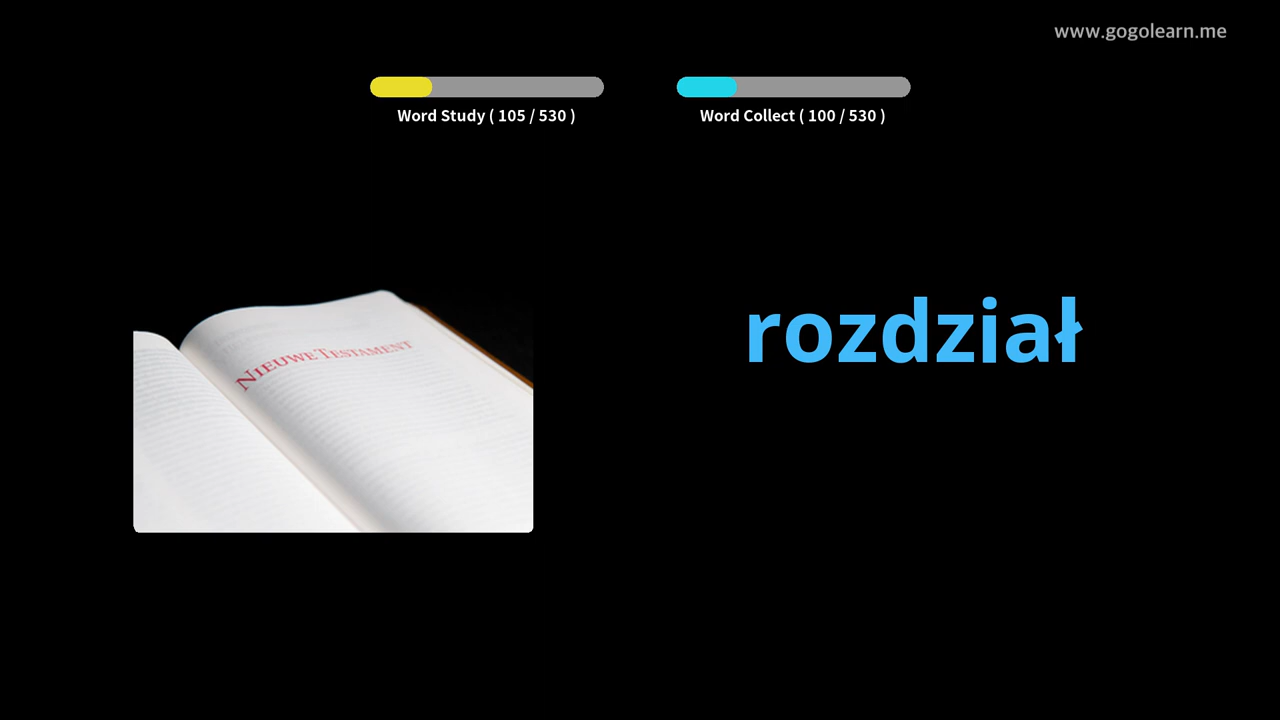 www.gogolearn.me
Word Study ( 105 / 530 )
Word Collect ( 100 / 530 )
NIEUWE TESTAMENT
rozdział